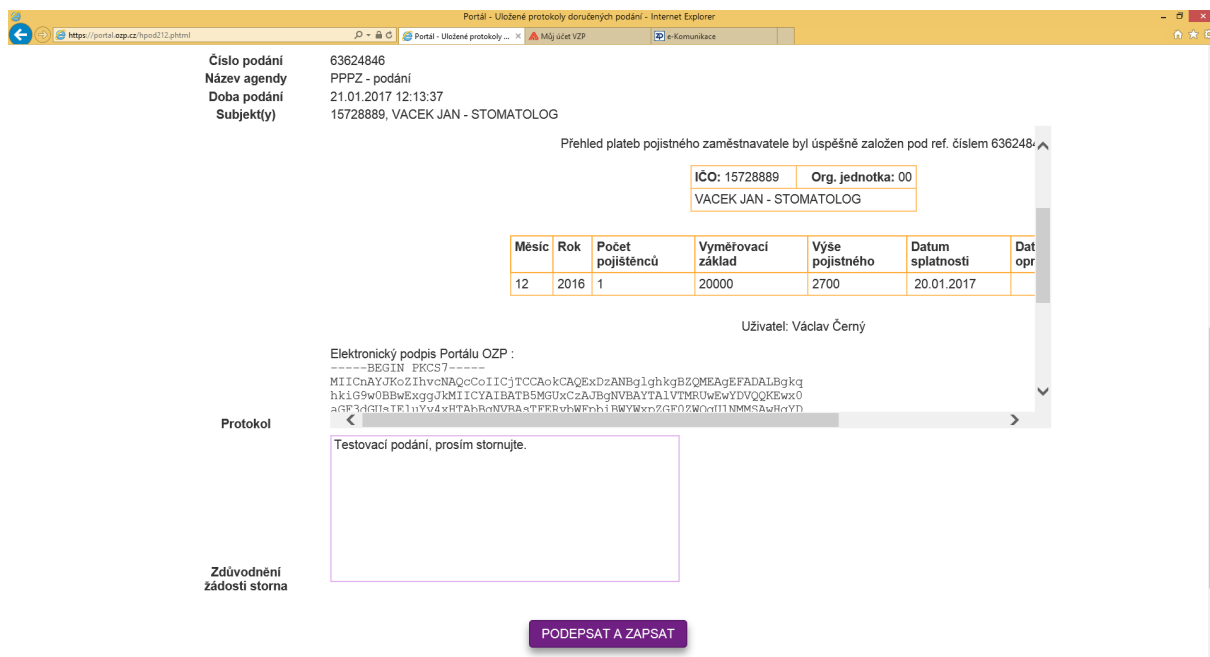 Portál - Uložené protokoly doručených podání - Internet Explorer
https://portal.ozp.cz/hpod212.phtml
Portál - Uložené protokoly ...
Můj účet VZP
e-Komunikace
Číslo podání 63624846
Název agendy PPPZ - podání
Doba podání 21.01.2017 12:13:37
Subjekt(y) 15728889, VACEK JAN - STOMATOLOG
Přehled plateb pojistného zaměstnavatele byl úspěšně založen pod ref. číslem 6362484
IČO: 15728889 Org. jednotka: 00
VACEK JAN - STOMATOLOG
Měsíc Rok Počet pojištěnců Vyměřovací základ Výše pojistného Datum splatnosti Dat opr
12 2016 1 20000 2700 20.01.2017
Uživatel: Václav Černý
Elektronický podpis Portálu OZP :
-----BEGIN PKCS7-----
MIICnAYJKoZIhvcNAQcCoIICjTCCAokCAQExDzANBglghkgBZQMEAgEFADALBgkq
hkiG9w0BBwExggJkMIICYAIBATB5MGUxCzAJBgNVBAYTAlVTMRUwEwYDVQQKEwx0
Protokol
Testovací podání, prosím stornujte.
Zdůvodnění
žádosti storna
PODEPSAT A ZAPSAT